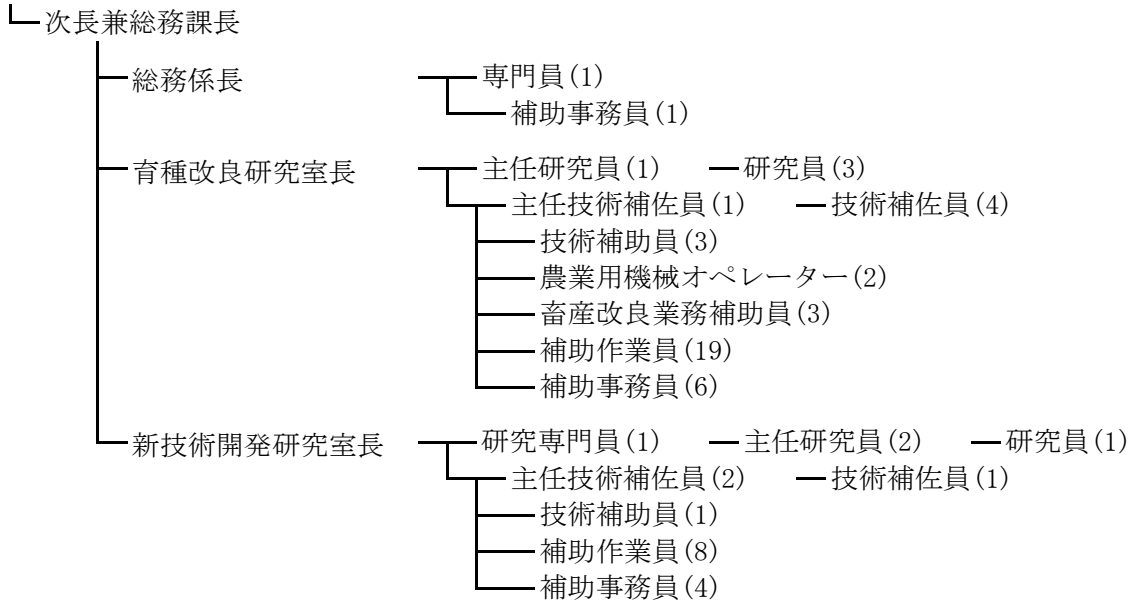 次長兼総務課長
総務係長 専門員(1)
補助事務員(1)
育種改良研究室長 主任研究員(1) 研究員(3)
主任技術補佐員(1) 技術補佐員(4)
技術補助員(3)
農業用機械オペレーター(2)
畜産改良業務補助員(3)
補助作業員(19)
補助事務員(6)
新技術開発研究室長 研究専門員(1) 主任研究員(2) 研究員(1)
主任技術補佐員(2) 技術補佐員(1)
技術補助員(1)
補助作業員(8)
補助事務員(4)